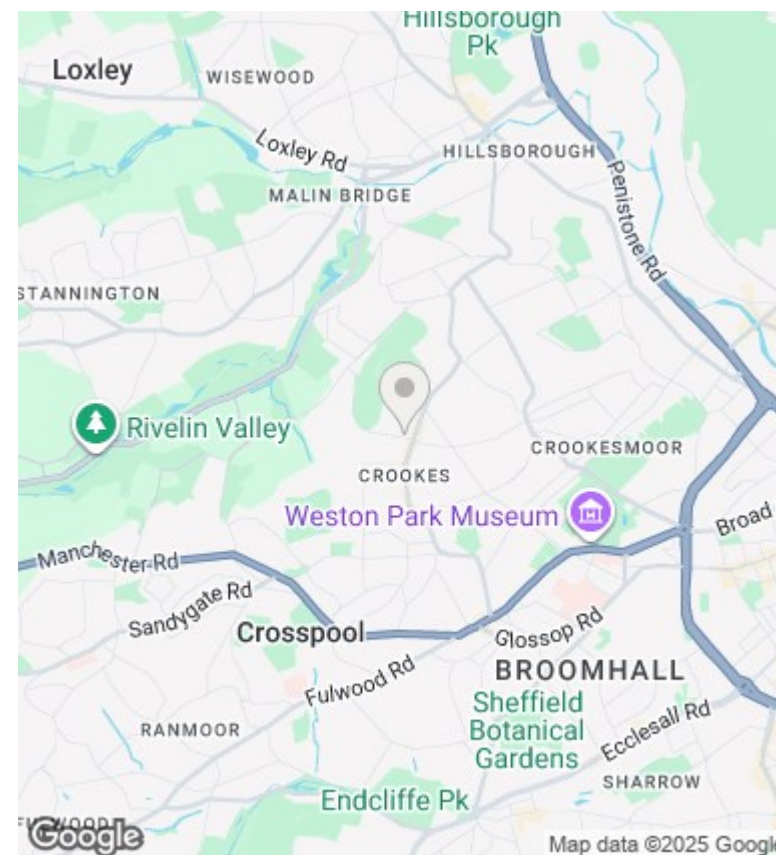 Hillsborough
Pk
Loxley
WISEWOOD
Loxley Rd
HILLSBOROUGH
MALIN BRIDGE
Penistone Rd
STANNINGTON
Rivelin Valley
CROOKESMOOR
CROOKES
Weston Park Museum
Broad
Manchester Rd
Sandygate Rd
Crosspool
Glossop Rd
Fulwood Rd
BROOMHALL
Sheffield
Botanical
Gardens
Ecclesall Rd
RANMOOR
SHARROW
Endcliffe Pk
Google
Map data ©2025 Google